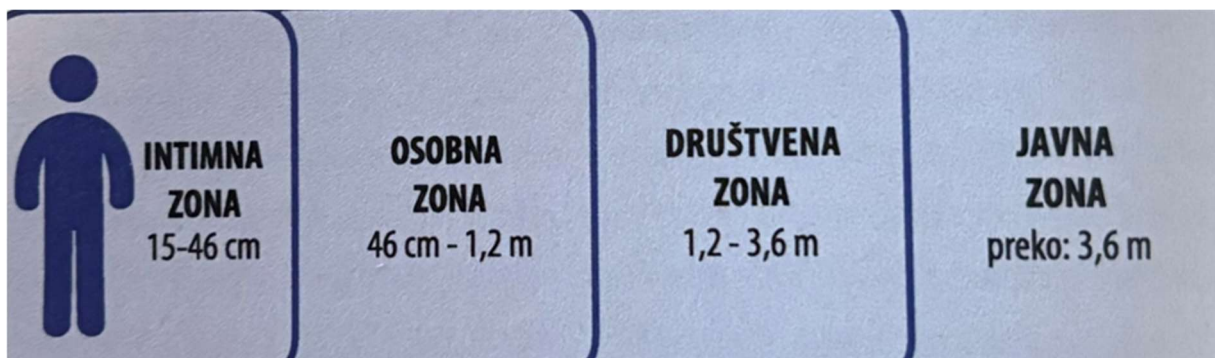 INTIMNA
ZONA
15-46 cm
OSOBNA
ZONA
46 cm - 1,2 m
DRUŠTVENA
ZONA
1,2 - 3,6 m
JAVNA
ZONA
preko: 3,6 m